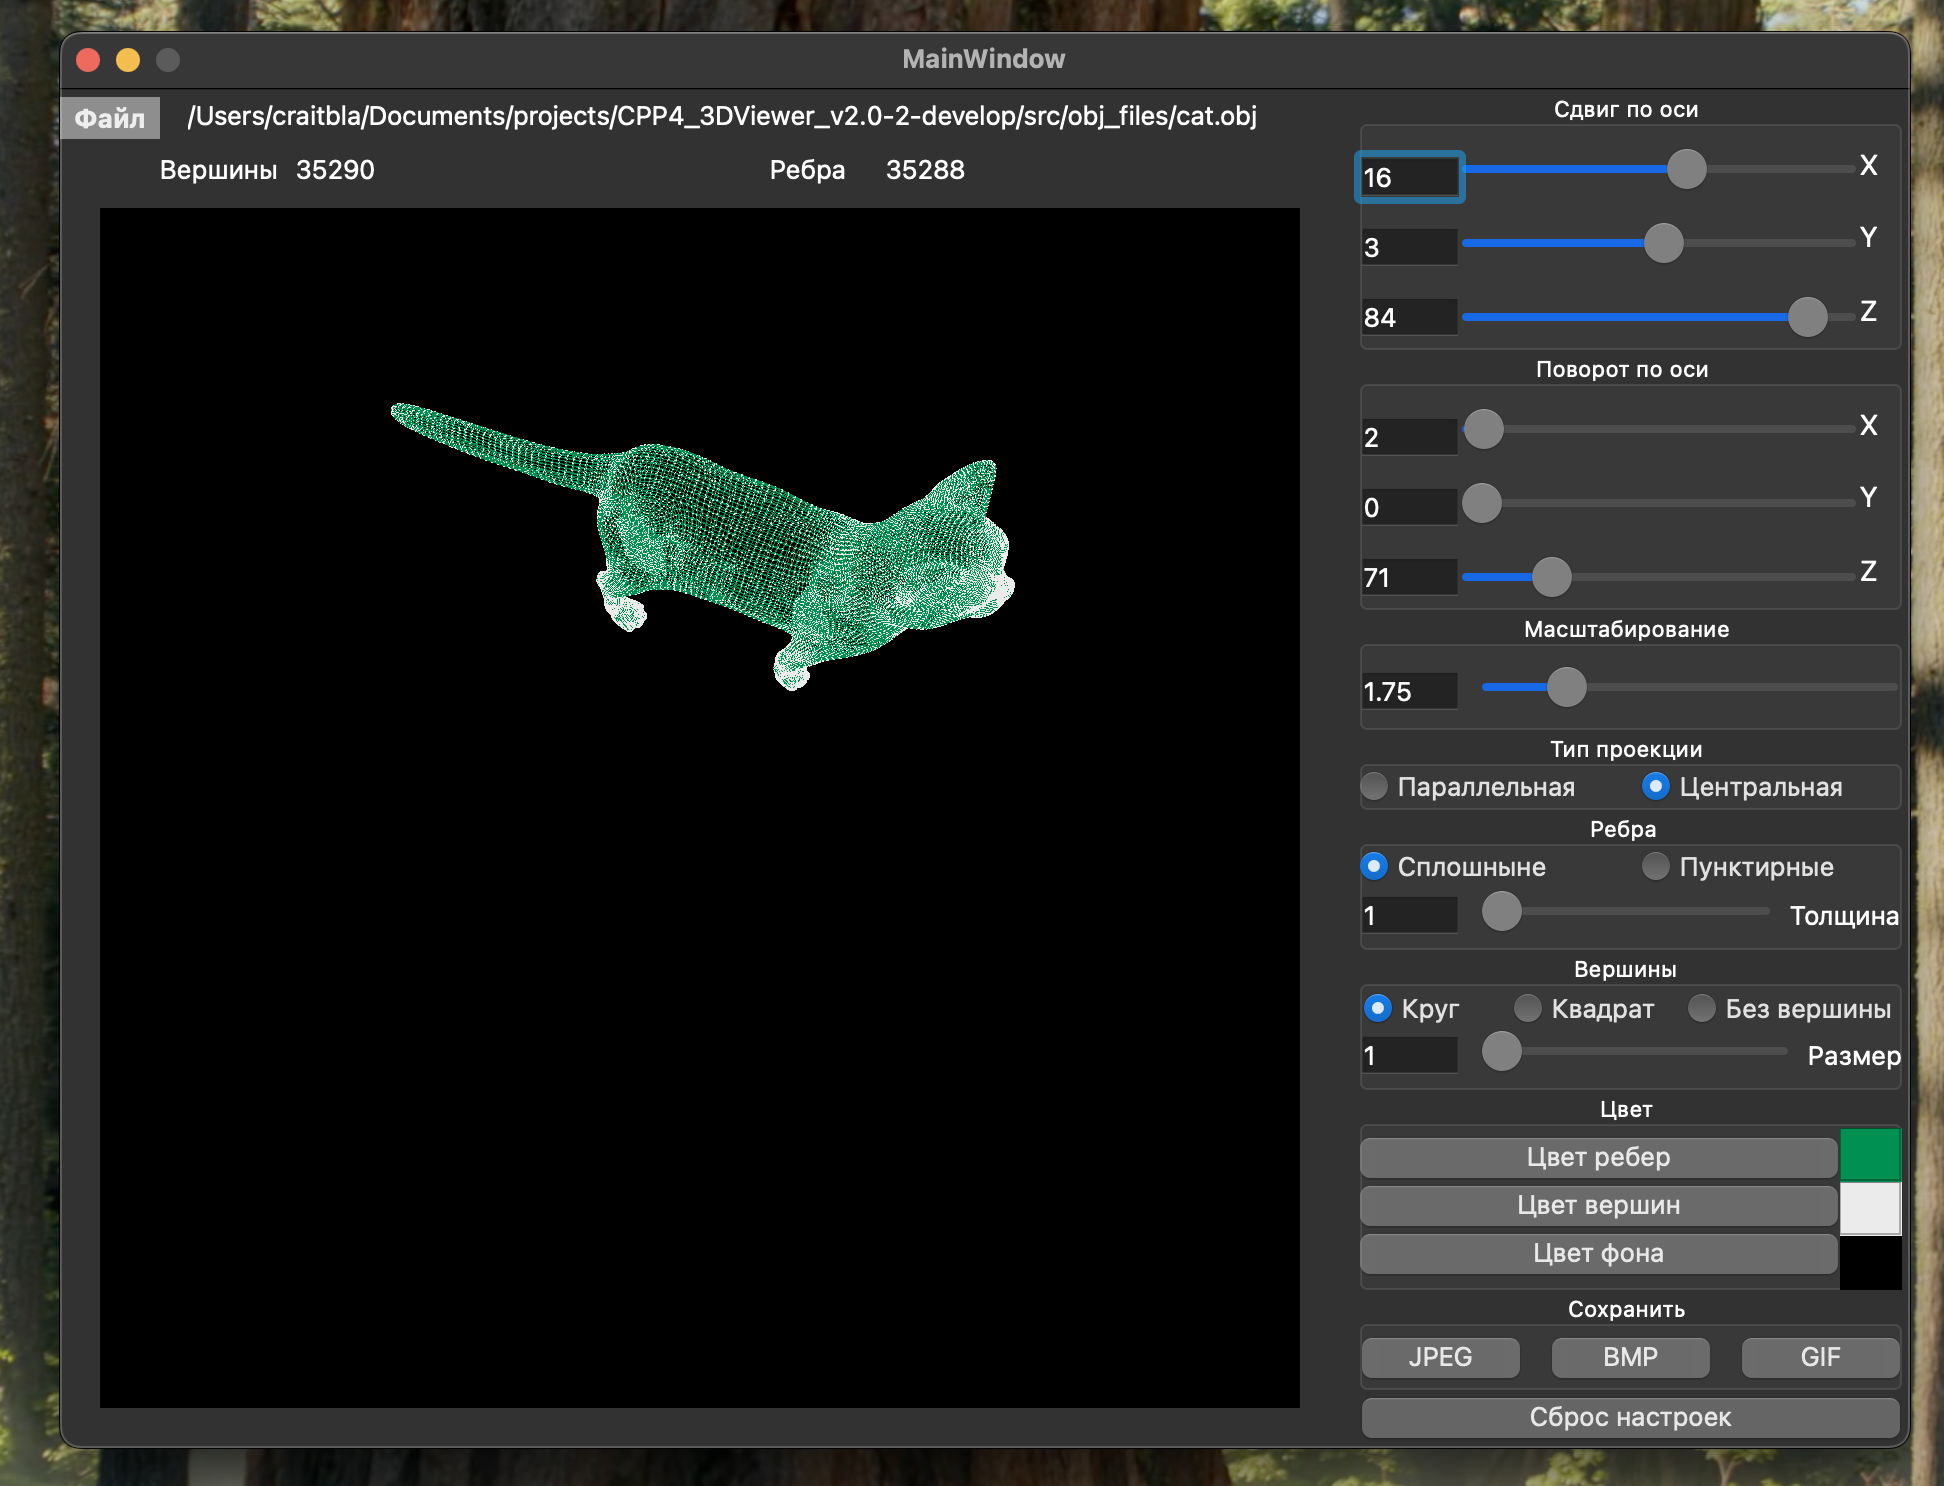 MainWindow
Файл /Users/craitbla/Documents/projects/CPP4_3DViewer_v2.0-2-develop/src/obj_files/cat.obj
Вершины 35290 Ребра 35288
Сдвиг по оси
16 X
3 Y
84 Z
Поворот по оси
2 X
0 Y
71 Z
Масштабирование
1.75
Тип проекции
Параллельная Центральная
Ребра
Сплошныне Пунктирные
1 Толщина
Вершины
Круг Квадрат Без вершины
1 Размер
Цвет
Цвет ребер
Цвет вершин
Цвет фона
Сохранить
JPEG BMP GIF
Сброс настроек